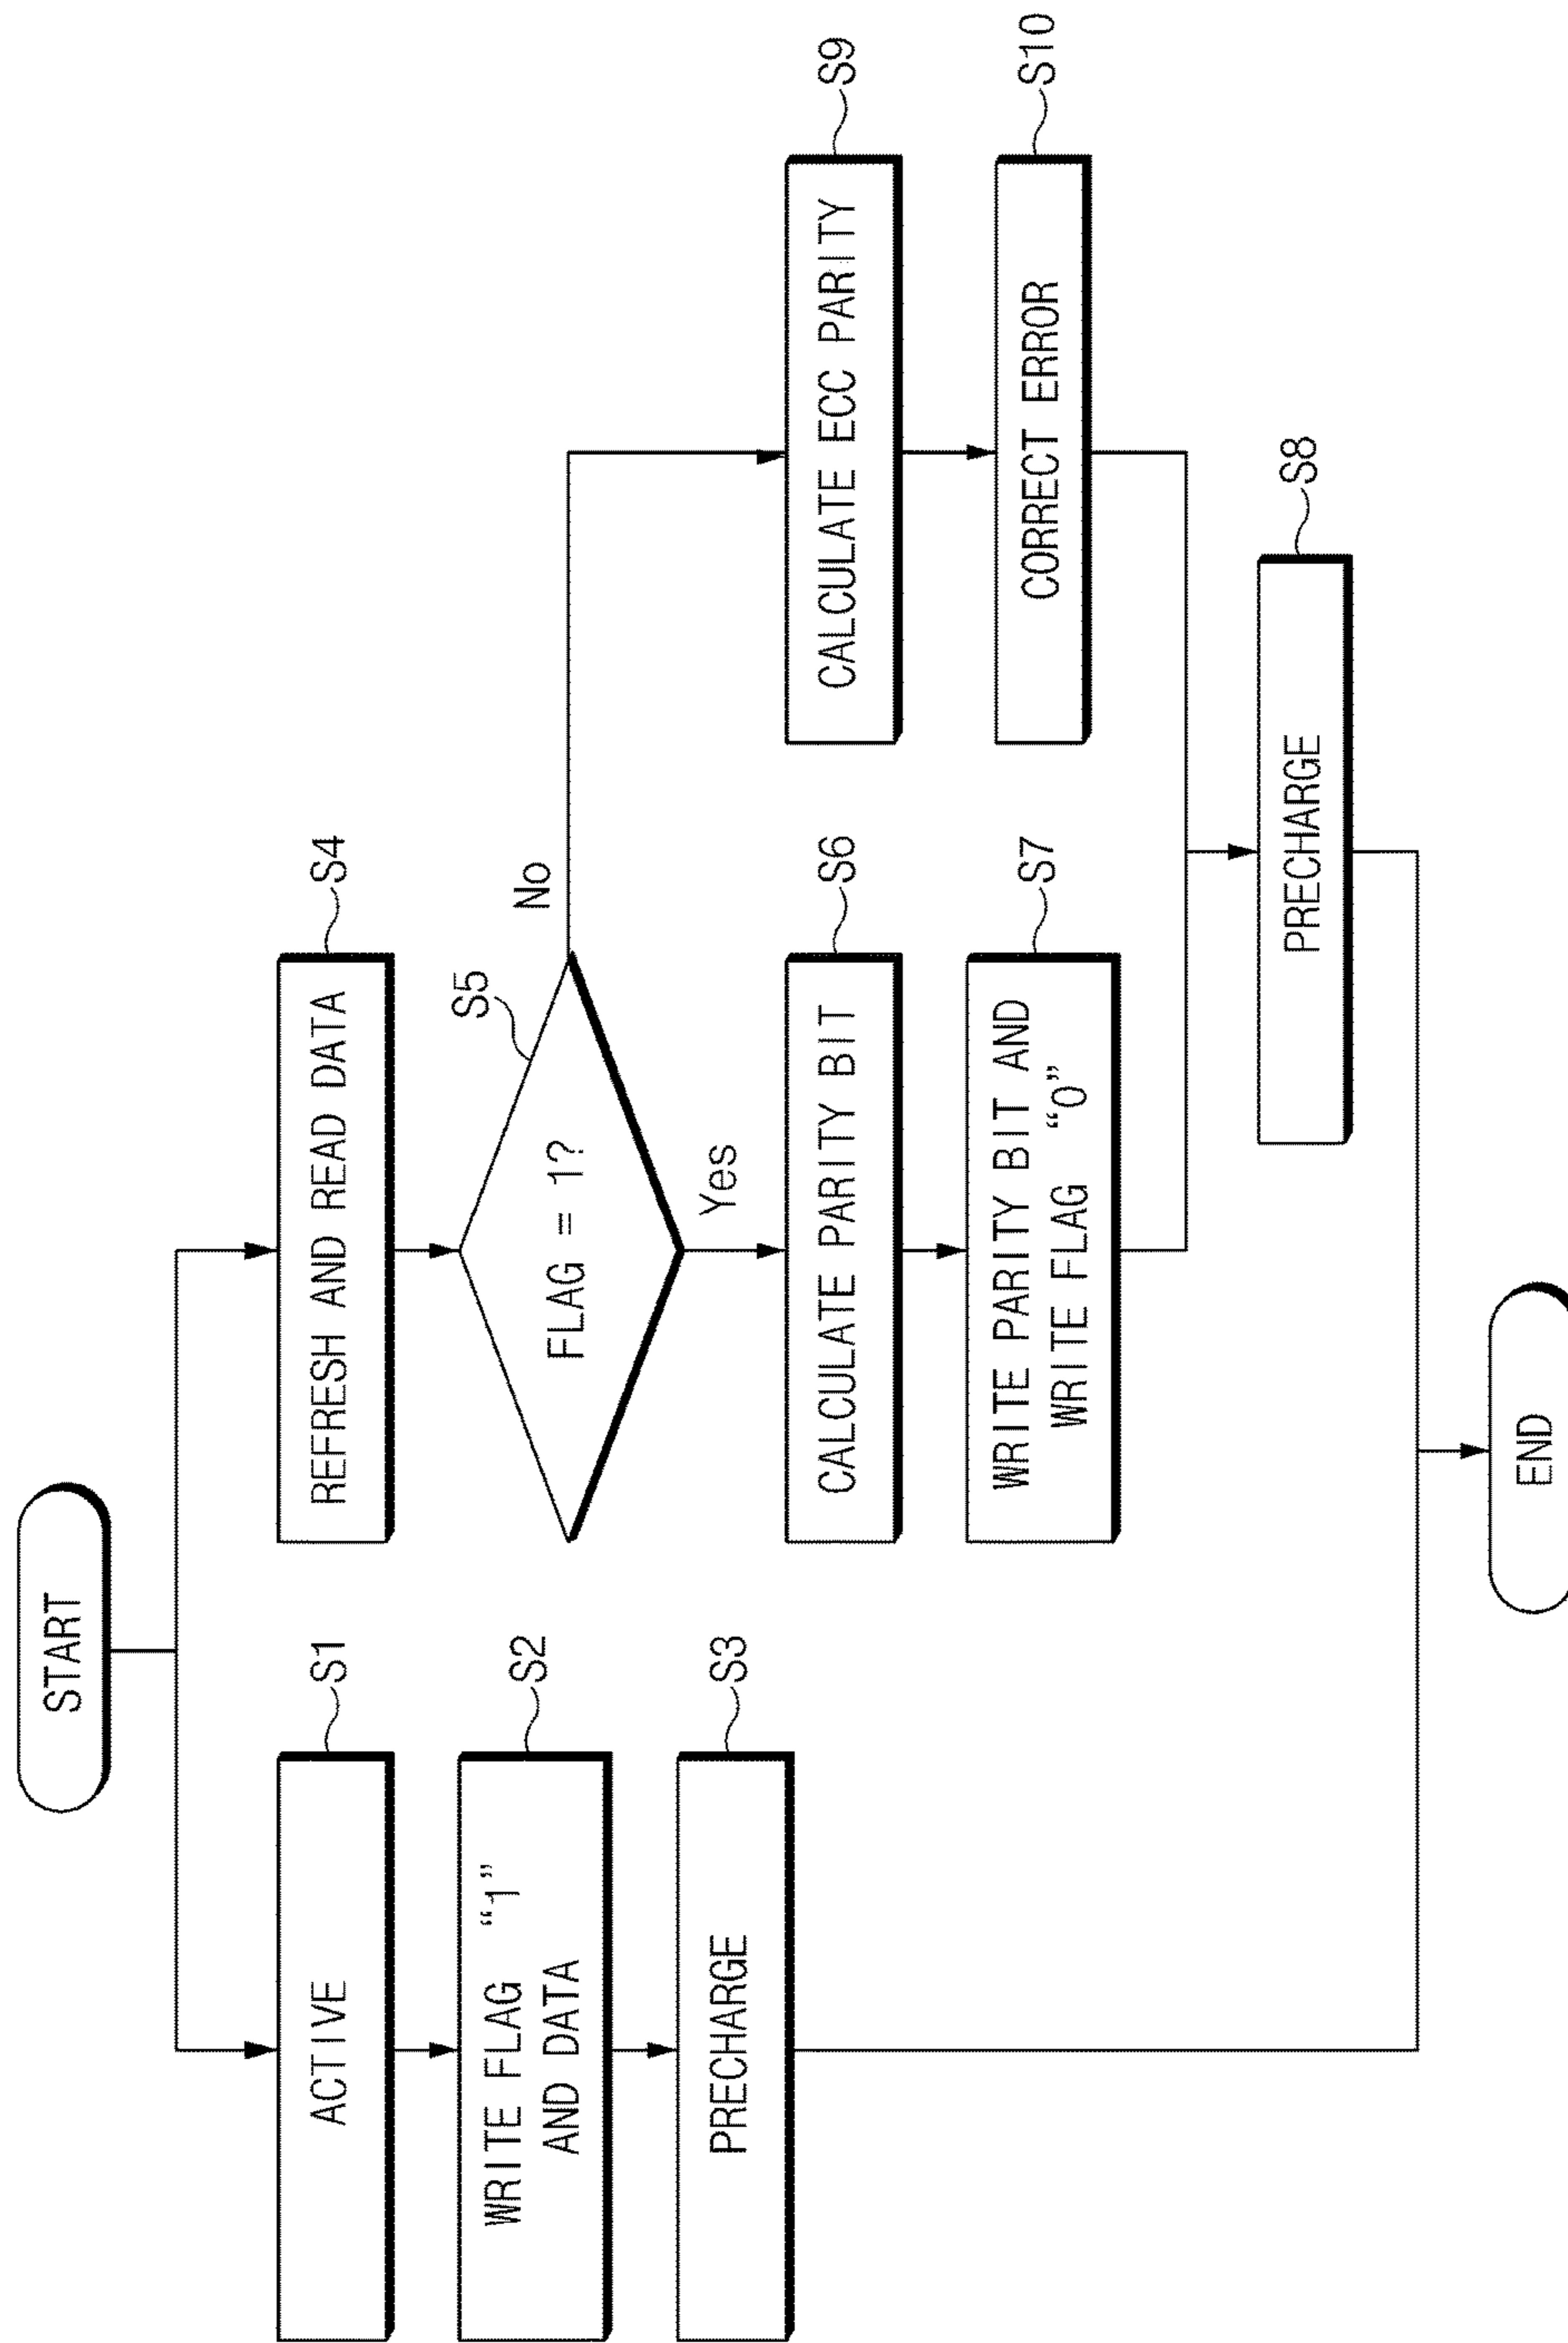 START
ACTIVE
S1
WRITE FLAG “1”
AND DATA
S2
PRECHARGE
S3
REFRESH AND READ DATA
S4
FLAG = 1?
S5
Yes
No
CALCULATE PARITY BIT
S6
WRITE PARITY BIT AND
WRITE FLAG “0”
S7
CALCULATE ECC PARITY
S9
CORRECT ERROR
S10
PRECHARGE
S8
END